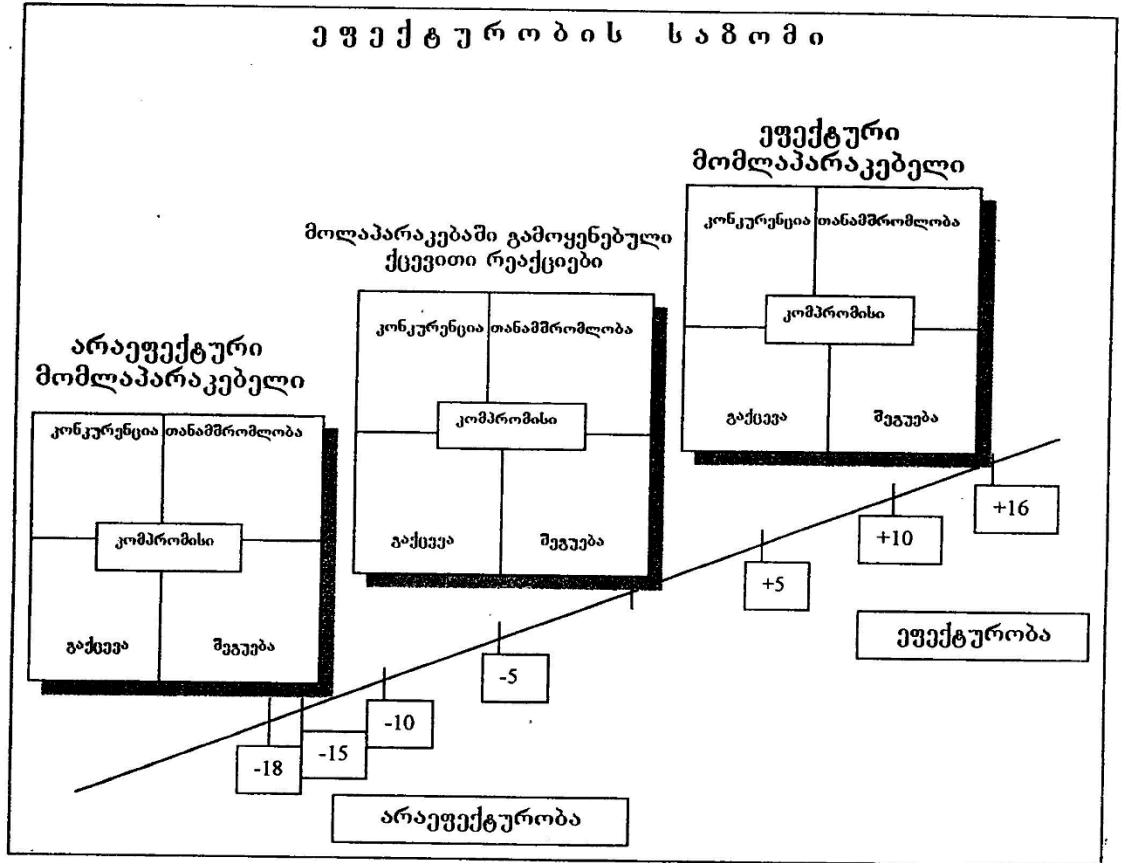 ეფექტურობის საზომი
ეფექტური
მომლაპარაკებელი
კონკურენცია თანამშრომლობა
კომპრომისი
გაქცევა შეგუება
მოლაპარაკებაში გამოყენებული
ქცევითი რეაქციები
კონკურენცია თანამშრომლობა
კომპრომისი
გაქცევა შეგუება
არაეფექტური
მომლაპარაკებელი
კონკურენცია თანამშრომლობა
კომპრომისი
გაქცევა შეგუება
+16
+10
+5
ეფექტურობა
-5
-10
-15
-18
არაეფექტურობა